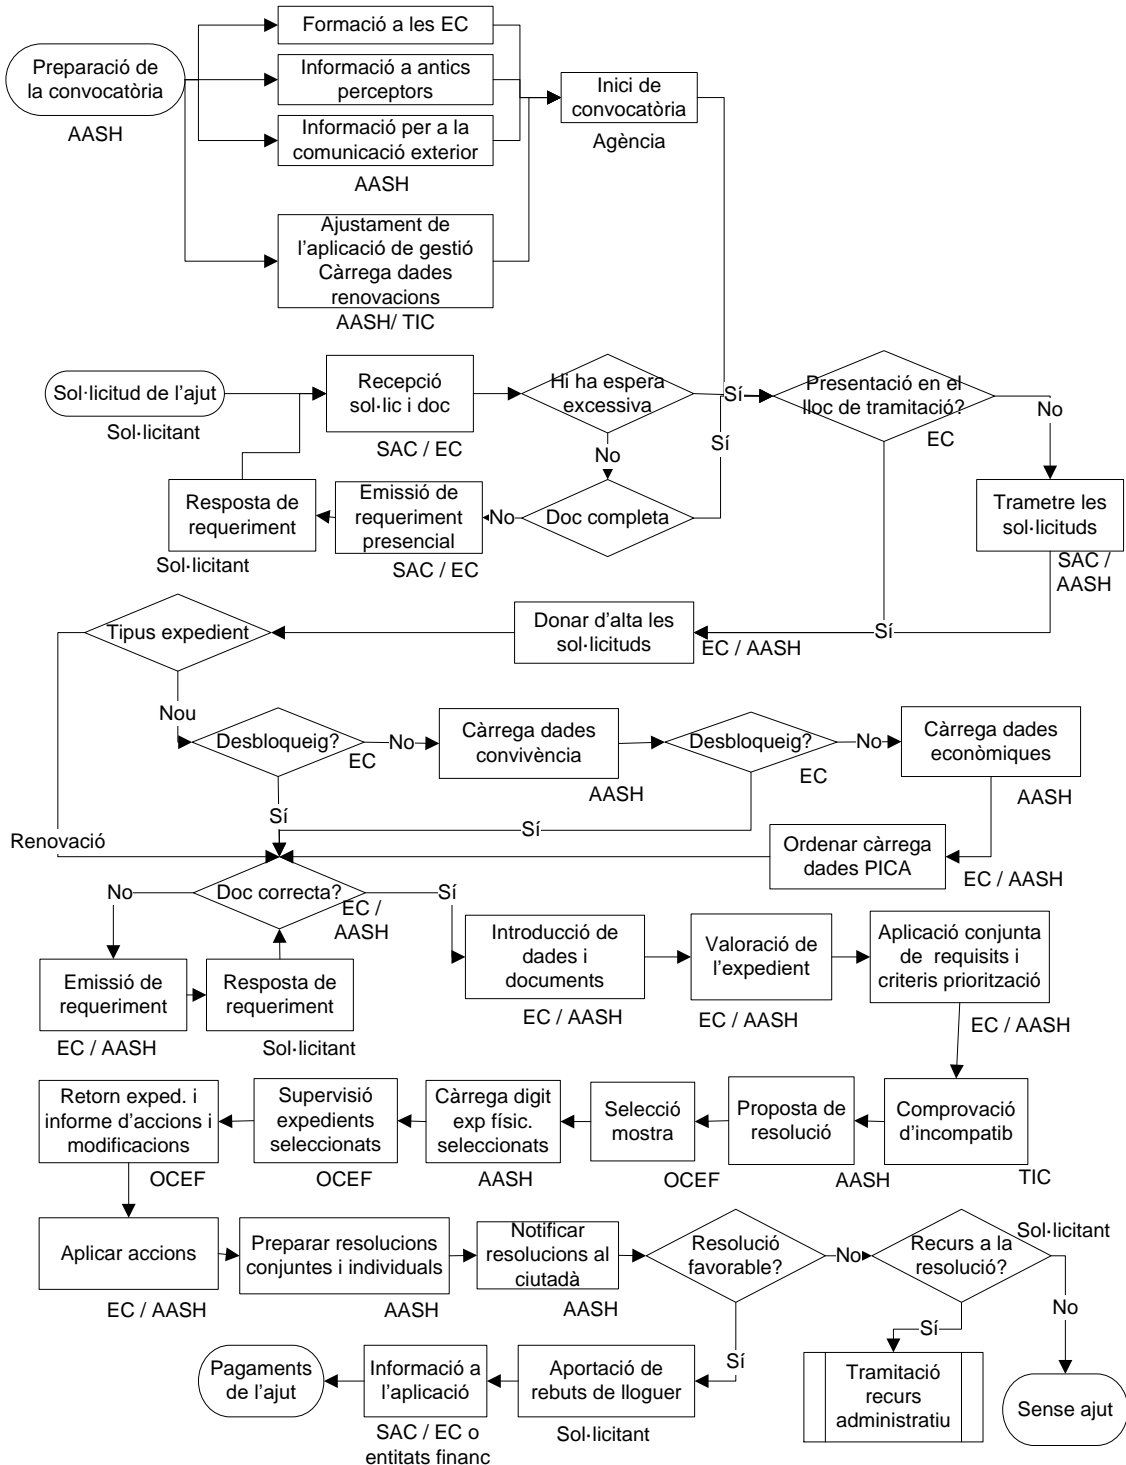 Formació a les EC
Preparació de
la convocatòria
AASH
Informació a antics
perceptors
Informació per a la
comunicació exterior
AASH
Inici de
convocatòria
Agència
Ajustament de
l'aplicació de gestió
Càrrega dades
renovacions
AASH/ TIC
Sol·licitud de l'ajut
Sol·licitant
Recepció
sol·lic i doc
SAC / EC
Hi ha espera
excessiva
Sí
Presentació en el
lloc de tramitació?
EC
No
No
Sí
Resposta de
requeriment
Sol·licitant
Emissió de
requeriment
presencial
SAC / EC
No
Doc completa
Trametre les
sol·licituds
SAC /
AASH
Tipus expedient
Donar d'alta les
sol·licituds
EC / AASH
Sí
Nou
Desbloqueig?
EC
No
Càrrega dades
convivència
AASH
Desbloqueig?
EC
No
Càrrega dades
econòmiques
AASH
Sí
Sí
Renovació
Ordenar càrrega
dades PICA
EC / AASH
No
Doc correcta?
EC /
AASH
Sí
Emissió de
requeriment
EC / AASH
Resposta de
requeriment
Sol·licitant
Introducció de
dades i
documents
EC / AASH
Valoració de
l'expedient
EC / AASH
Aplicació conjunta
de requisits i
criteris priorització
EC / AASH
Retorn exped. i
informe d'accions i
modificacions
OCEF
Supervisió
expedients
seleccionats
OCEF
Càrrega digit
exp físic.
seleccionats
AASH
Selecció
mostra
OCEF
Proposta de
resolució
AASH
Comprovació
d'incompatib
TIC
Aplicar accions
EC / AASH
Preparar resolucions
conjuntes i individuals
AASH
Notificar
resolucions al
ciutadà
AASH
Resolució
favorable?
No
Recurs a la
resolució?
Sol·licitant
No
Sí
Sí
Pagaments
de l'ajut
Informació a
l'aplicació
SAC / EC o
entitats financ
Aportació de
rebuts de lloguer
Sol·licitant
Tramitació
recurs
administratiu
Sense ajut